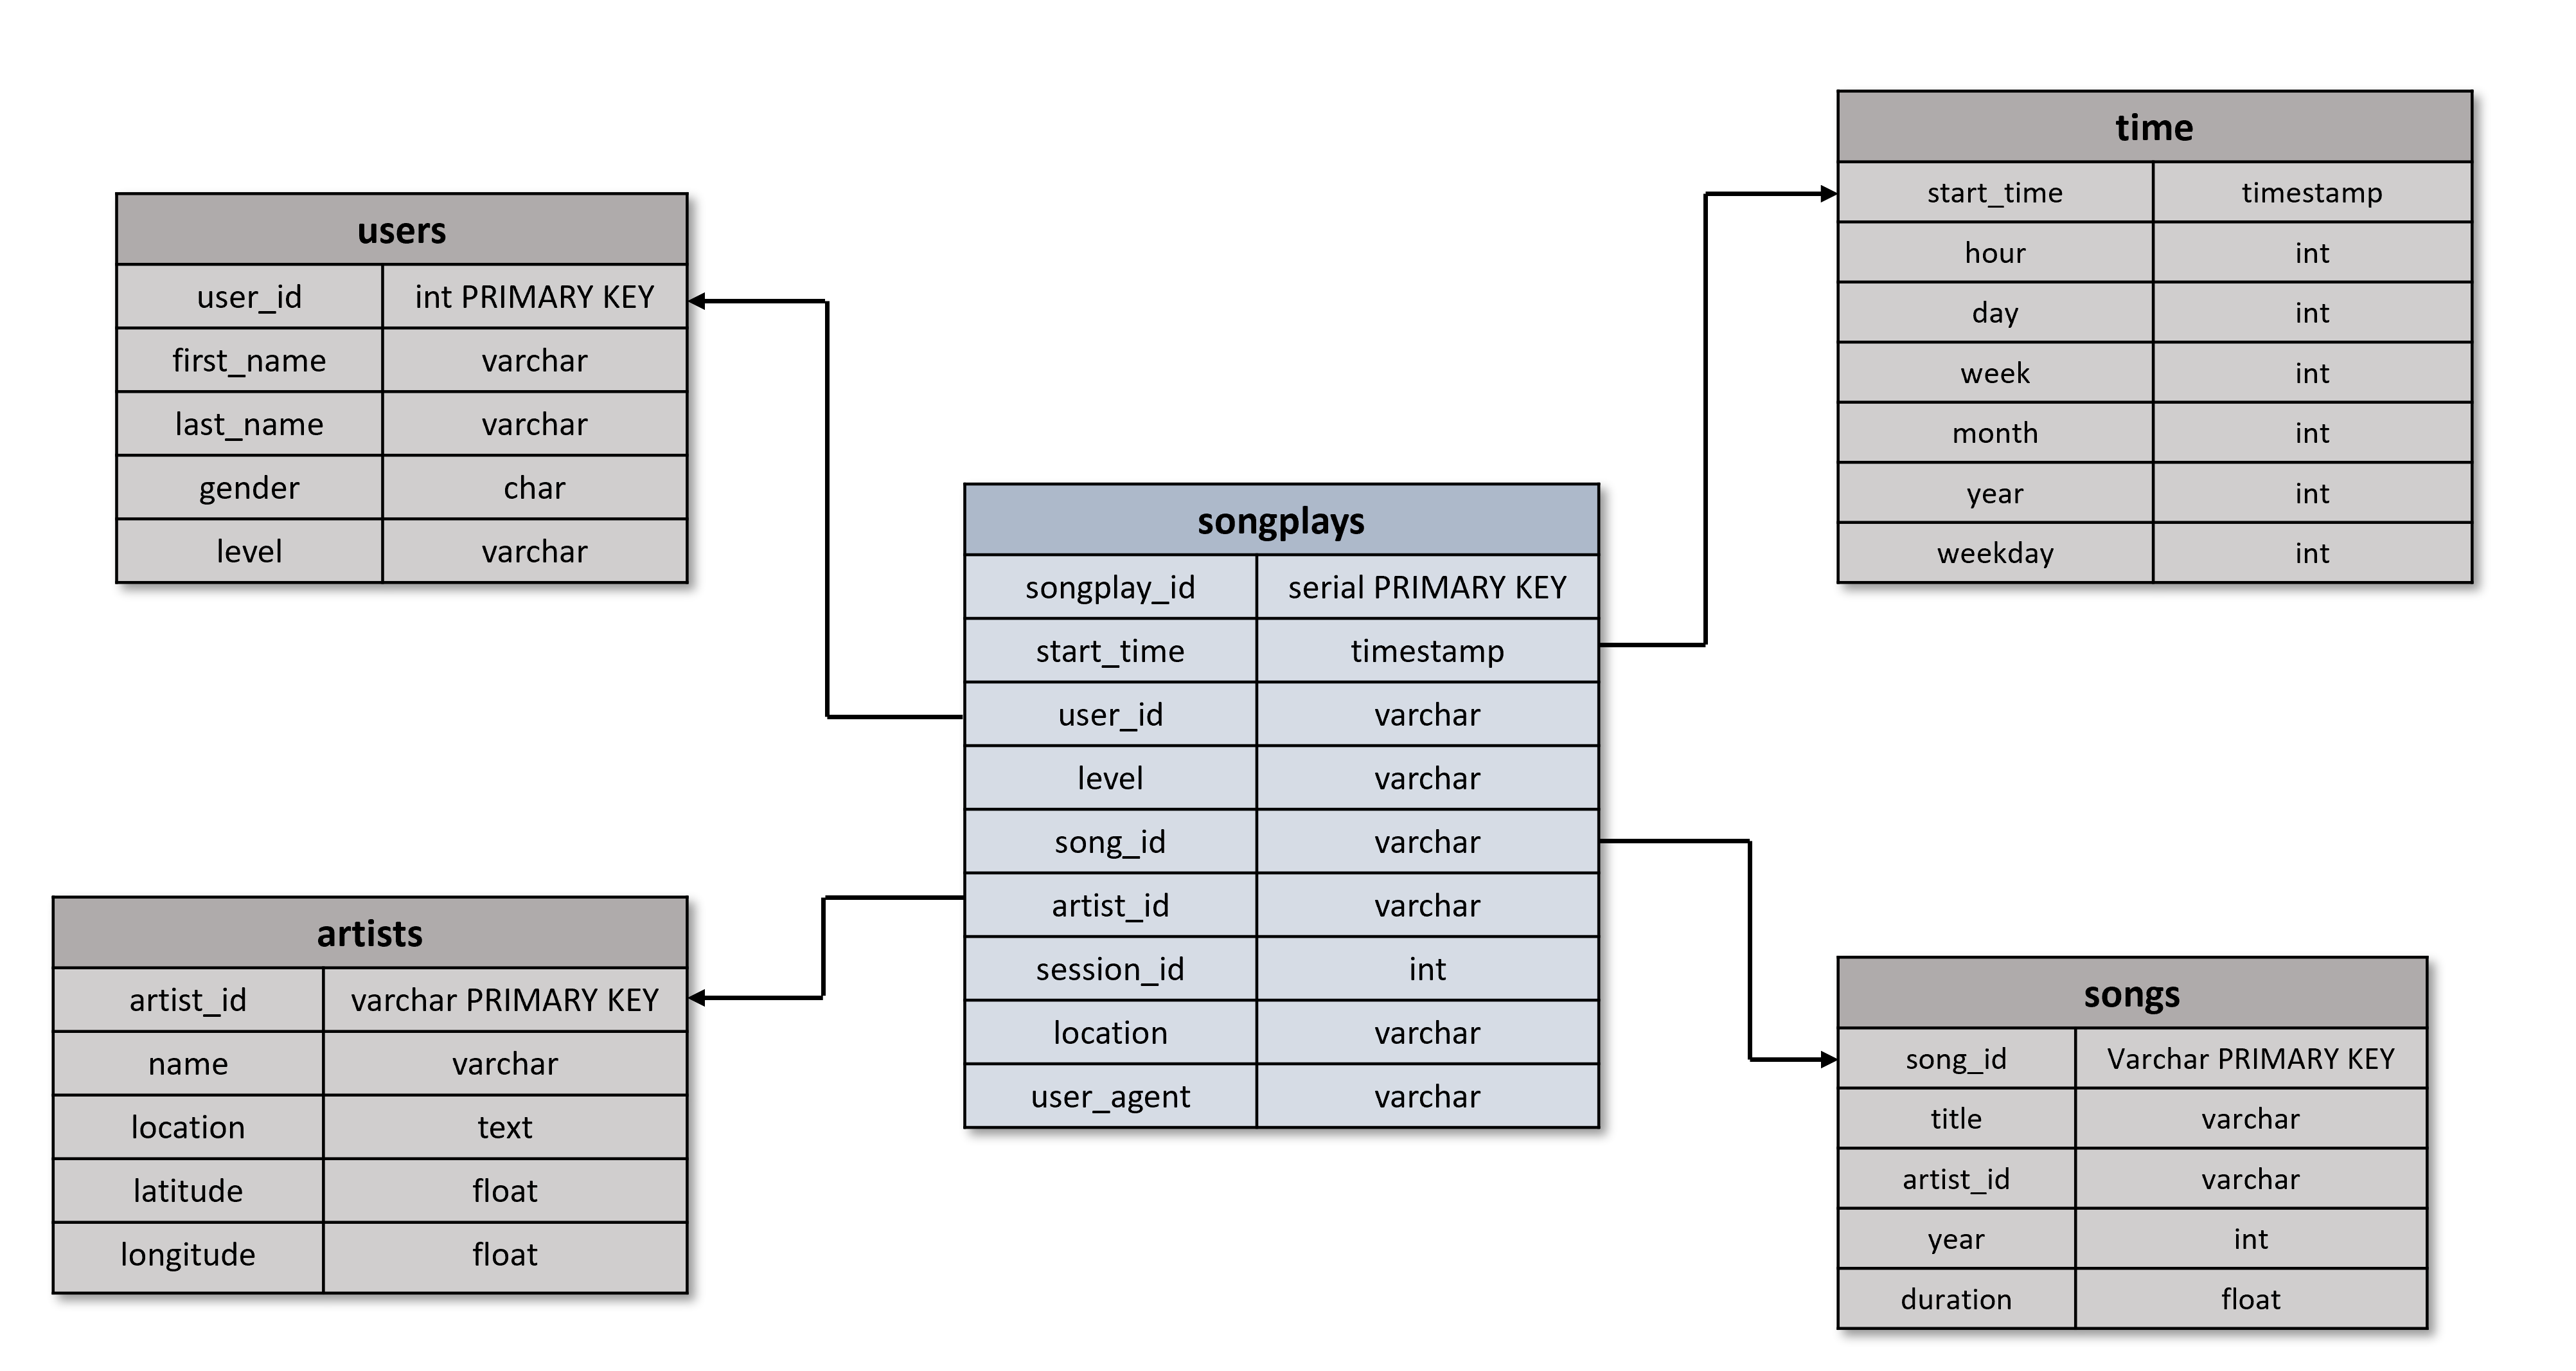 users
user_id int PRIMARY KEY
first_name varchar
last_name varchar
gender char
level varchar
artists
artist_id varchar PRIMARY KEY
name varchar
location text
latitude float
longitude float
songplays
songplay_id serial PRIMARY KEY
start_time timestamp
user_id varchar
level varchar
song_id varchar
artist_id varchar
session_id int
location varchar
user_agent varchar
time
start_time timestamp
hour int
day int
week int
month int
year int
weekday int
songs
song_id Varchar PRIMARY KEY
title varchar
artist_id varchar
year int
duration float